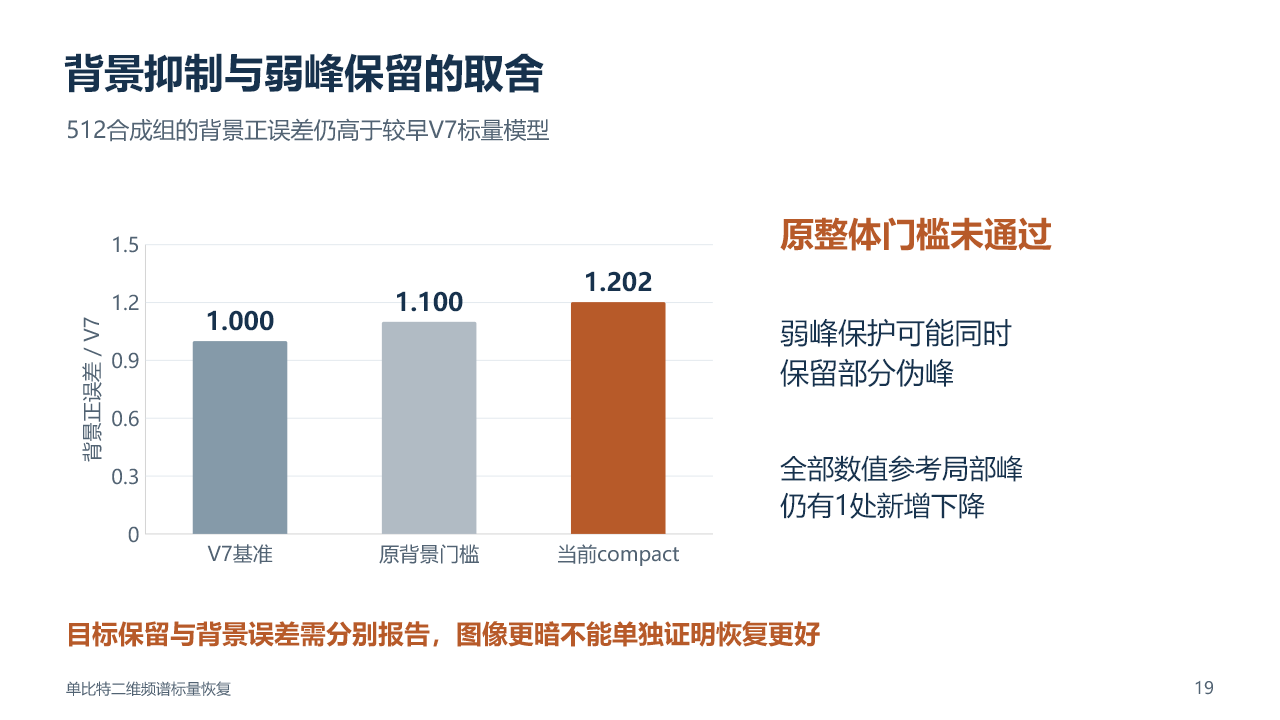 背景抑制与弱峰保留的取舍
512合成组的背景正误差仍高于较早V7标量模型
背景正误差 / V7
1.5
1.2
0.9
0.6
0.3
0
1.000
1.100
1.202
V7基准
原背景门槛
当前compact
原整体门槛未通过
弱峰保护可能同时
保留部分伪峰
全部数值参考局部峰
仍有1处新增下降
目标保留与背景误差需分别报告，图像更暗不能单独证明恢复更好
单比特二维频谱标量恢复
19